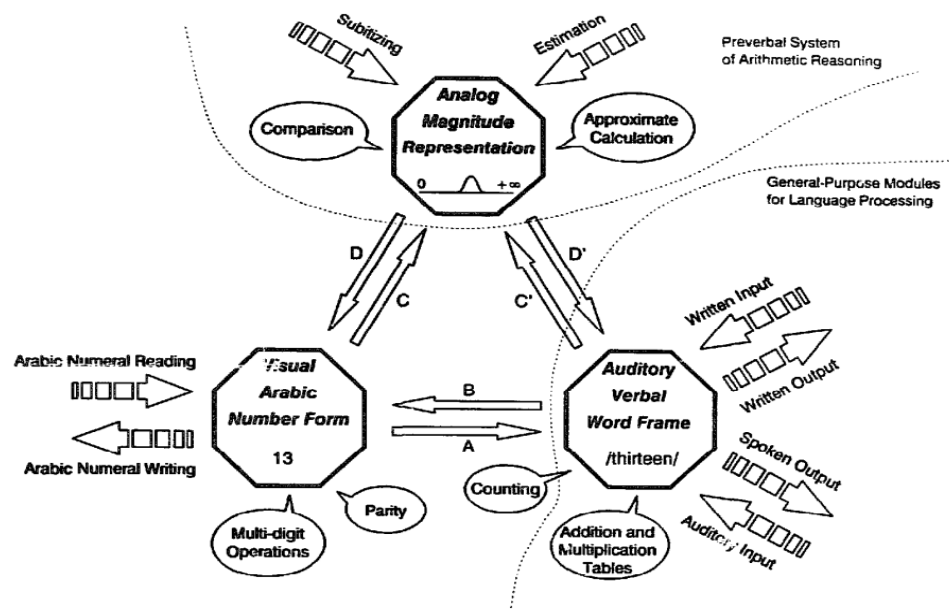 Subitizing
Estimation
Preverbal System
of Arithmetic Reasoning
Analog
Magnitude
Representation
0 +∞
Comparison
Approximate
Calculation
General-Purpose Modules
for Language Processing
D
C
D'
C'
Written Input
Written Output
Arabic Numeral Reading
Arabic Numeral Writing
Visual
Arabic
Number Form
13
B
A
Auditory
Verbal
Word Frame
/thirteen/
Spoken Output
Auditory Input
Counting
Parity
Multi-digit
Operations
Addition and
Multiplication
Tables